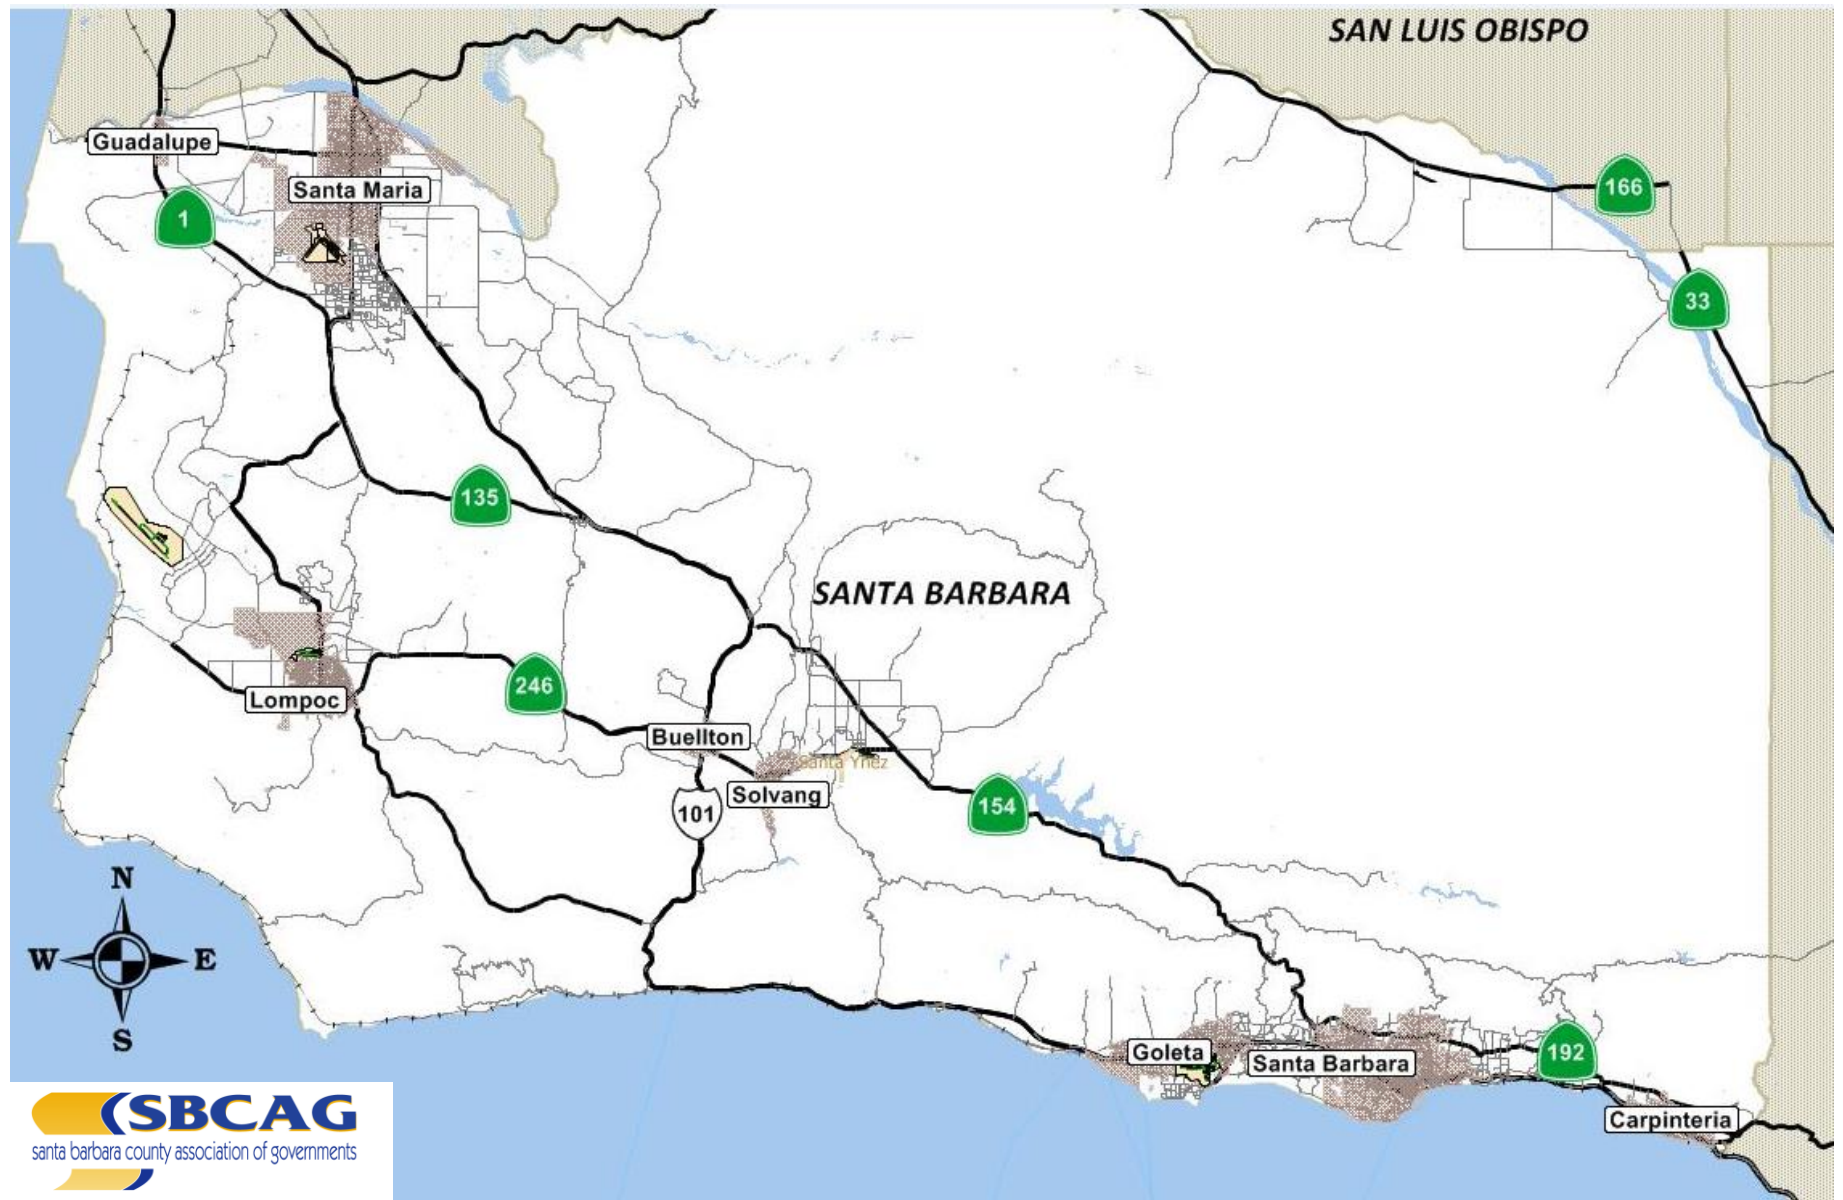 SAN LUIS OBISPO
Guadalupe
Santa Maria
166
1
33
135
SANTA BARBARA
246
Lompoc
Buellton
Santa Ynez
Solvang
154
101
N
W
E
S
Goleta
Santa Barbara
192
Carpinteria
SBCAG
santa barbara county association of governments